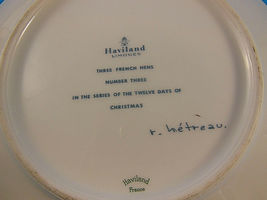 Haviland
LIMOGES
THREE FRENCH HENS
NUMBER THREE
IN THE SERIES OF THE TWELVE DAYS OF
CHRISTMAS
r. hétreau.
Haviland
France